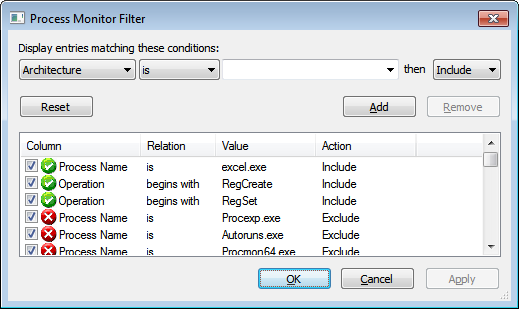 Process Monitor Filter
Display entries matching these conditions:
Architecture is then Include
Reset Add Remove
Column Relation Value Action
Process Name is excel.exe Include
Operation begins with RegCreate Include
Operation begins with RegSet Include
Process Name is Procexp.exe Exclude
Process Name is Autoruns.exe Exclude
Process Name is Procmon64.exe Exclude
OK Cancel Apply